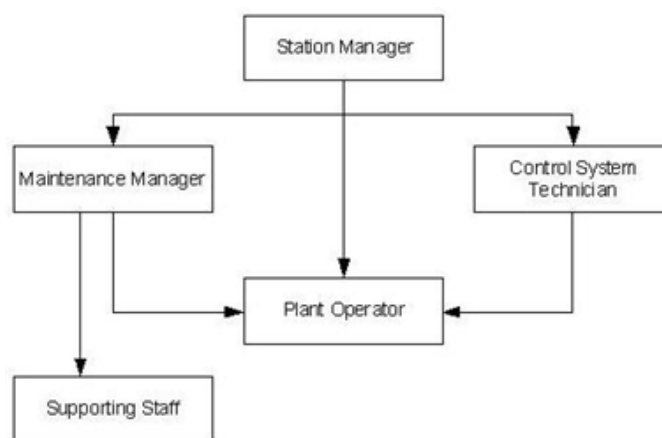 Station Manager
Maintenance Manager
Control System
Technician
Plant Operator
Supporting Staff